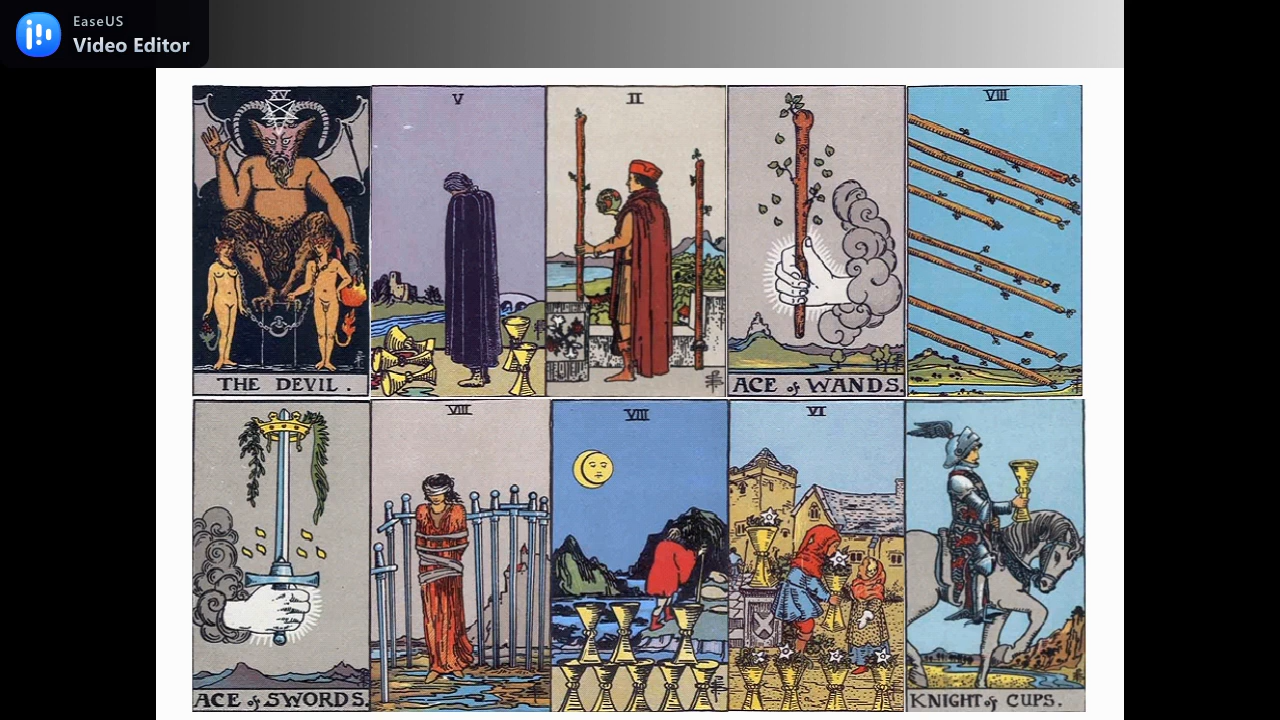 EaseUS
Video Editor
XV
V
II
VIII
THE DEVIL.
ACE of WANDS.
VIII
VIII
VI
ACE of SWORDS.
KNIGHT of CUPS.